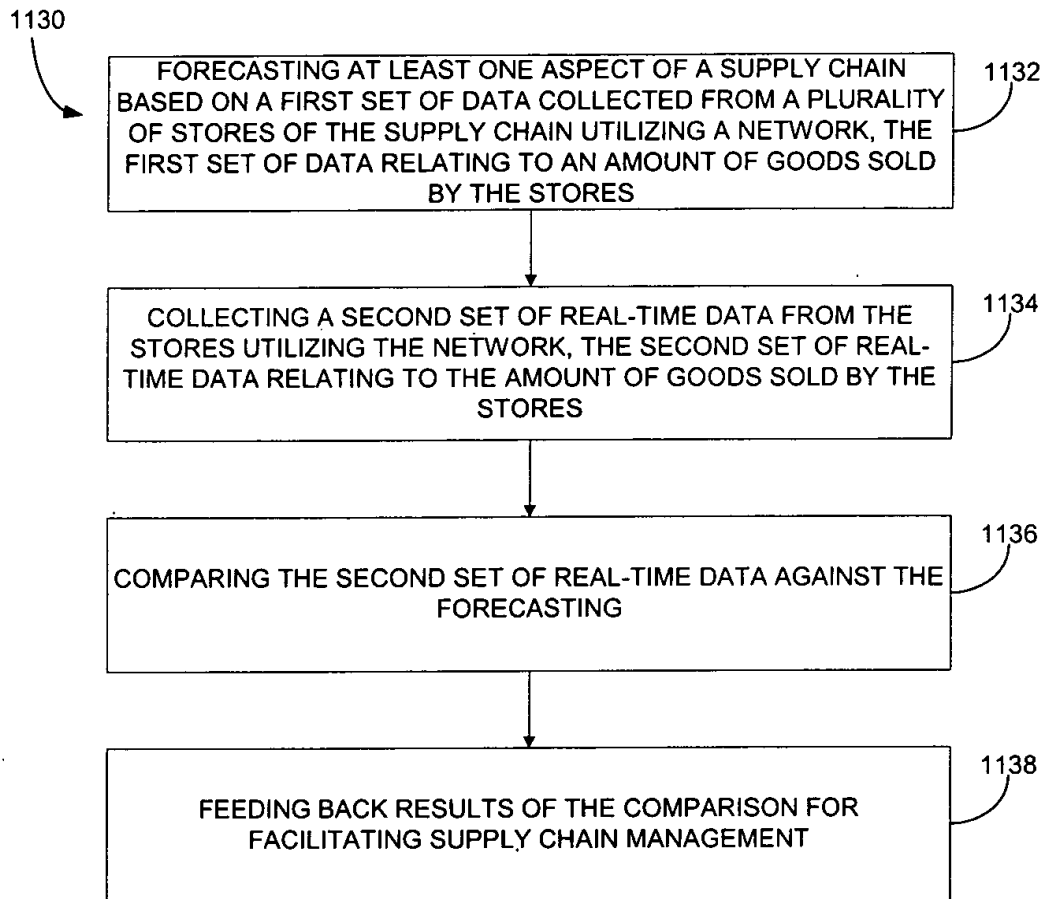 1130
FORECASTING AT LEAST ONE ASPECT OF A SUPPLY CHAIN
BASED ON A FIRST SET OF DATA COLLECTED FROM A PLURALITY
OF STORES OF THE SUPPLY CHAIN UTILIZING A NETWORK, THE
FIRST SET OF DATA RELATING TO AN AMOUNT OF GOODS SOLD
BY THE STORES
1132
COLLECTING A SECOND SET OF REAL-TIME DATA FROM THE
STORES UTILIZING THE NETWORK, THE SECOND SET OF REAL-
TIME DATA RELATING TO THE AMOUNT OF GOODS SOLD BY THE
STORES
1134
COMPARING THE SECOND SET OF REAL-TIME DATA AGAINST THE
FORECASTING
1136
FEEDING BACK RESULTS OF THE COMPARISON FOR
FACILITATING SUPPLY CHAIN MANAGEMENT
1138